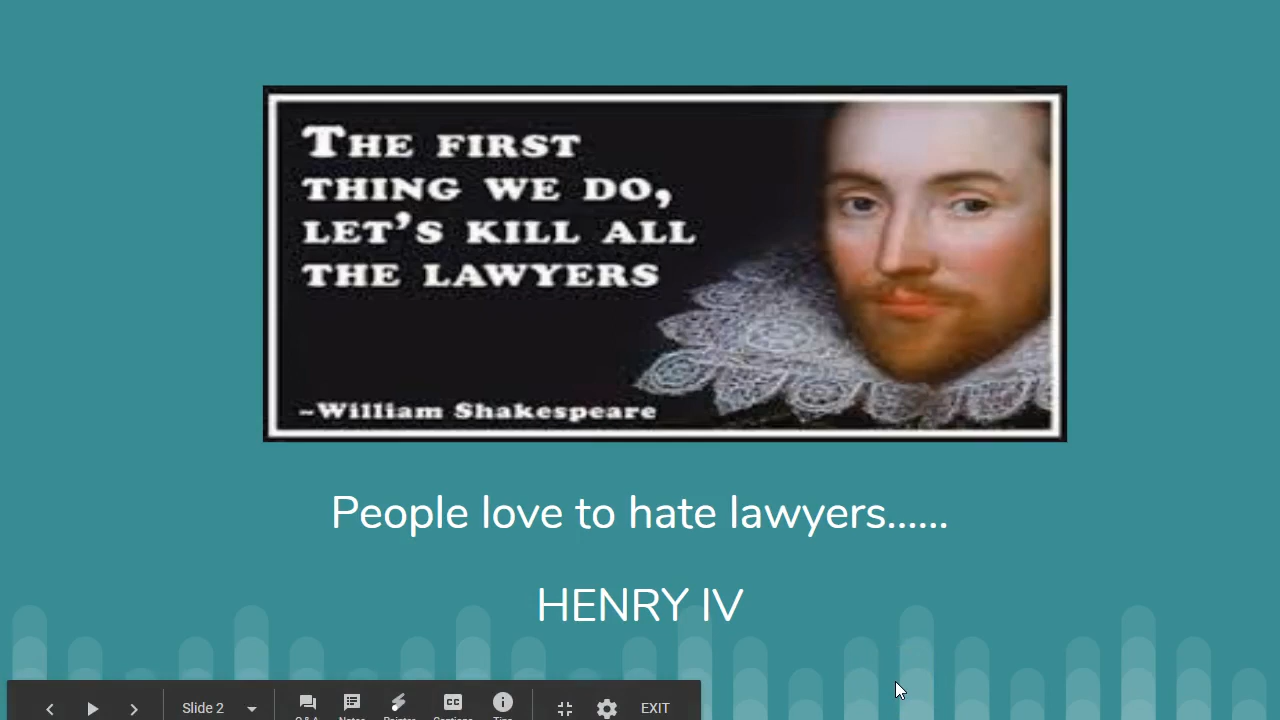 THE FIRST
THING WE DO,
LET'S KILL ALL
THE LAWYERS
~William Shakespeare
People love to hate lawyers......
HENRY IV
Slide 2
CC
EXIT